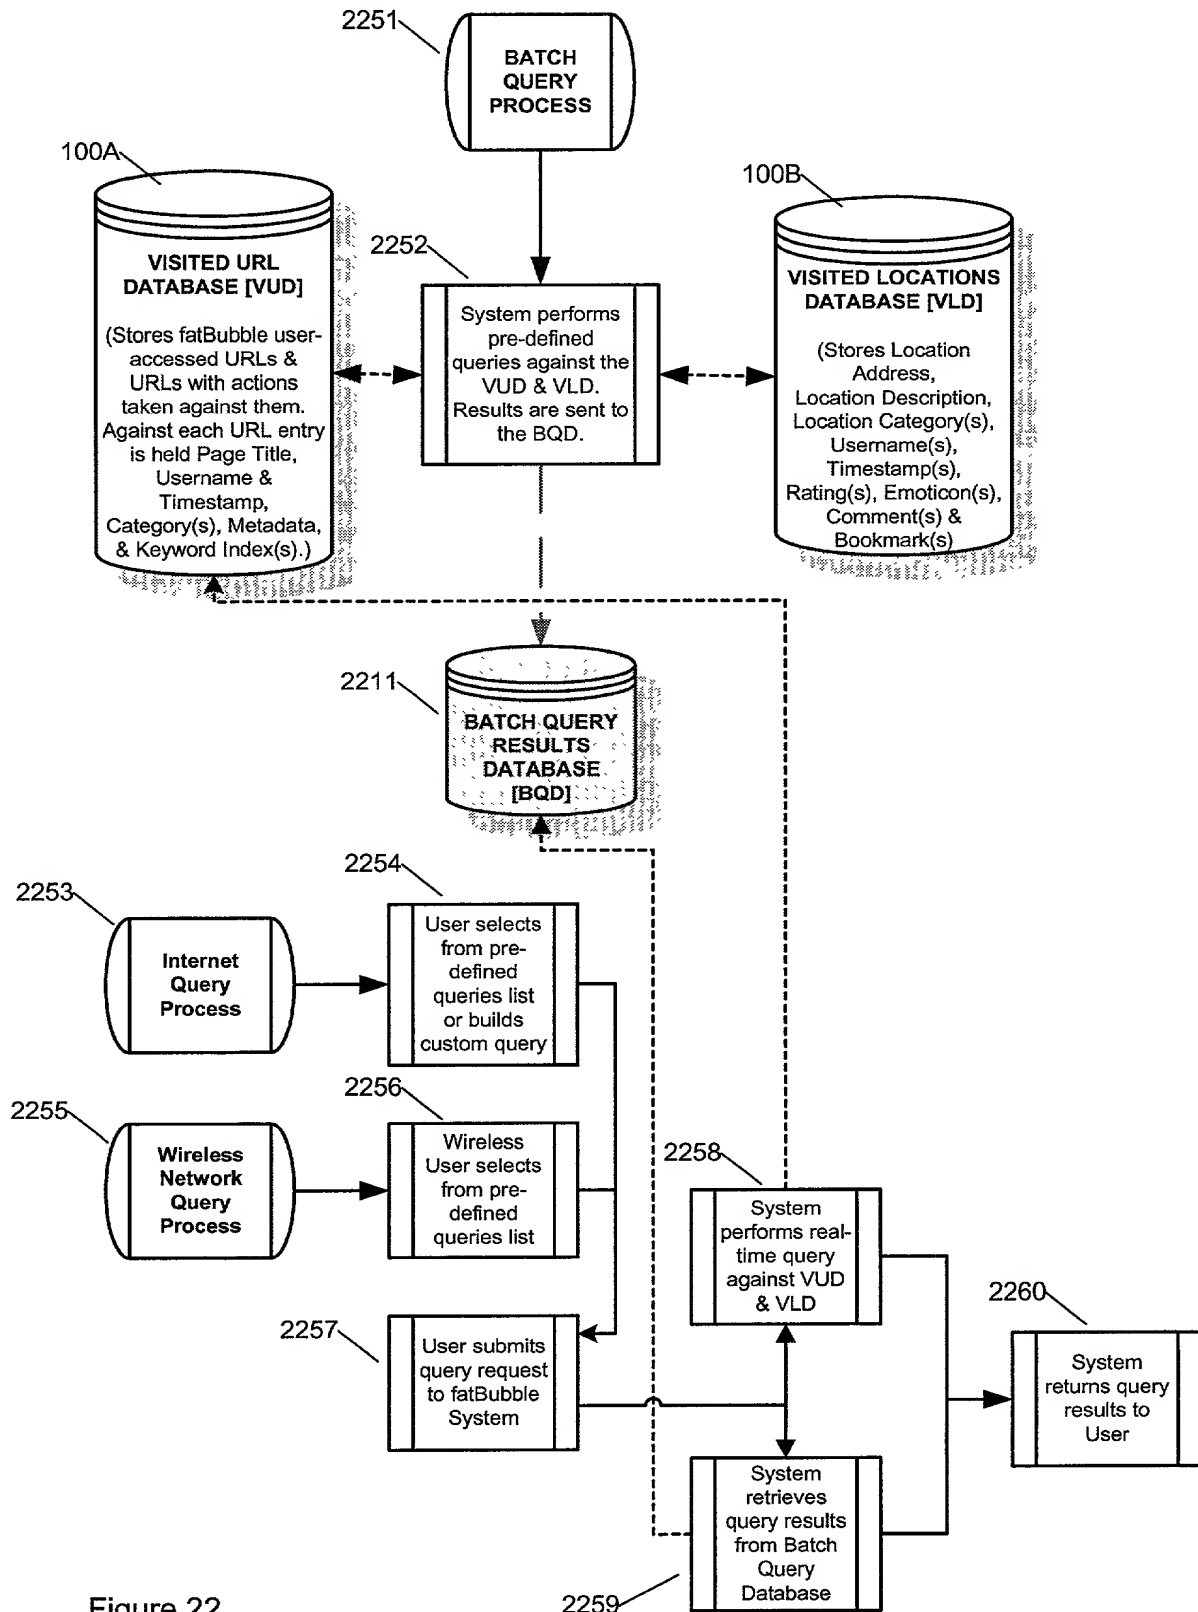 2251
BATCH
QUERY
PROCESS
100A
VISITED URL
DATABASE [VUD]
(Stores fatBubble user-
accessed URLs &
URLs with actions
taken against them.
Against each URL entry
is held Page Title,
Username &
Timestamp,
Category(s), Metadata,
& Keyword Index(s).)
2252
System performs
pre-defined
queries against the
VUD & VLD.
Results are sent to
the BQD.
100B
VISITED LOCATIONS
DATABASE [VLD]
(Stores Location
Address,
Location Description,
Location Category(s),
Username(s),
Timestamp(s),
Rating(s), Emoticon(s),
Comment(s) &
Bookmark(s)
2211
BATCH QUERY
RESULTS
DATABASE
[BQD]
2253
Internet
Query
Process
2254
User selects
from pre-
defined
queries list
or builds
custom query
2255
Wireless
Network
Query
Process
2256
Wireless
User selects
from pre-
defined
queries list
2257
User submits
query request
to fatBubble
System
2258
System
performs real-
time query
against VUD
& VLD
2259
System
retrieves
query results
from Batch
Query
Database
2260
System
returns query
results to
User
Figure 22